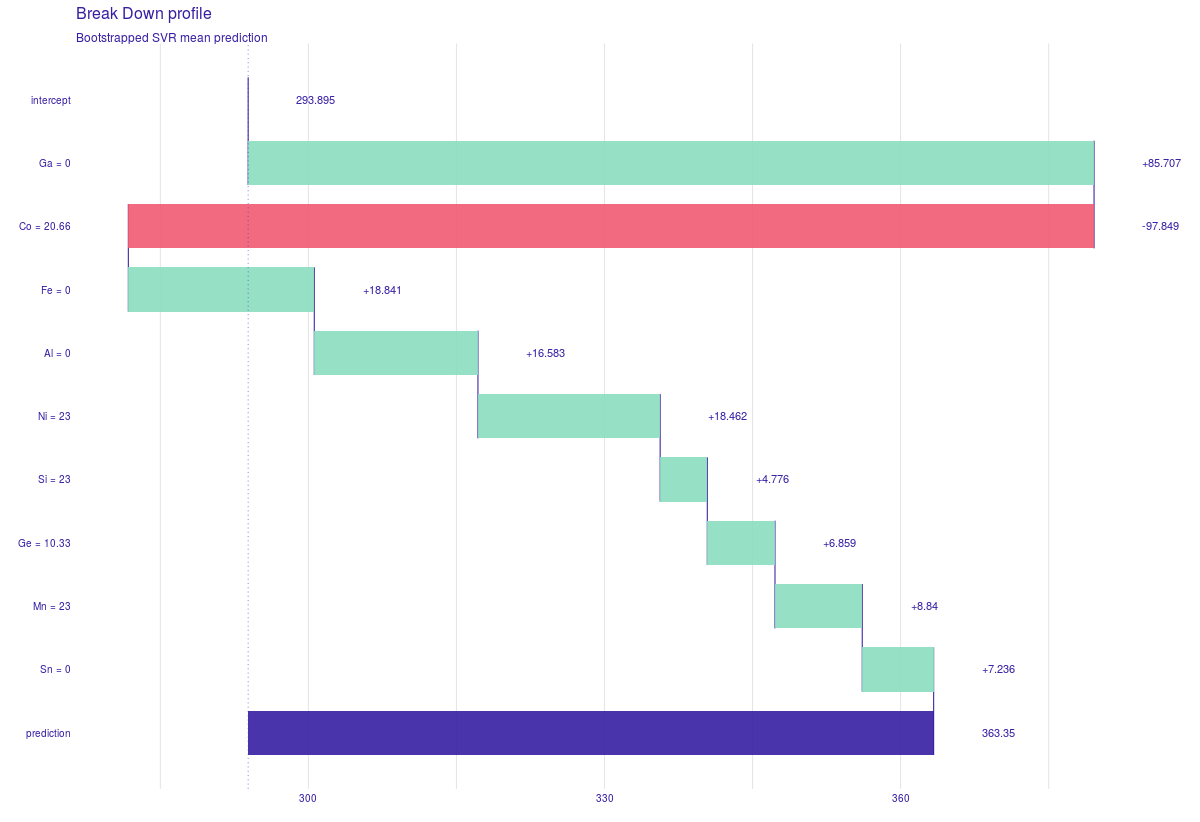 Break Down profile
Bootstrapped SVR mean prediction
intercept 293.895
Ga = 0 +85.707
Co = 20.66 -97.849
Fe = 0 +18.841
Al = 0 +16.583
Ni = 23 +18.462
Si = 23 +4.776
Ge = 10.33 +6.859
Mn = 23 +8.84
Sn = 0 +7.236
prediction 363.35
300 330 360